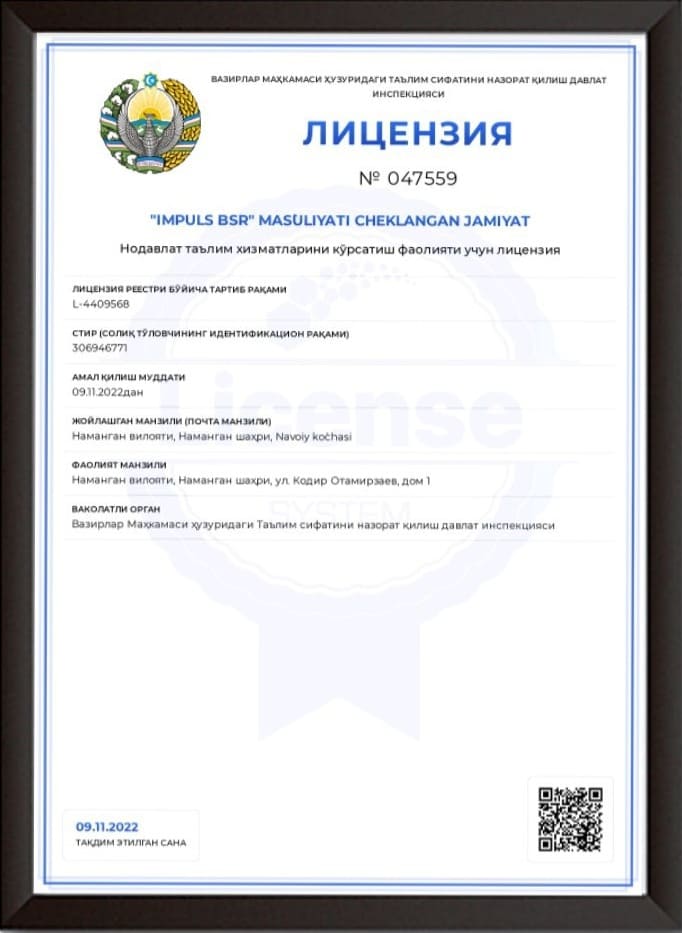 ВАЗИРЛАР МАҲКАМАСИ ҲУЗУРИДАГИ ТАЪЛИМ СИФАТИНИ НАЗОРАТ ҚИЛИШ ДАВЛАТ
ИНСПЕКЦИЯСИ
ЛИЦЕНЗИЯ
№ 047559
"IMPULS BSR" MASULIYATI CHEKLANGAN JAMIYAT
Нодавлат таълим хизматларини кўрсатиш фаолияти учун лицензия
ЛИЦЕНЗИЯ РЕЕСТРИ БЎЙИЧА ТАРТИБ РАҚАМИ
L-4409568
СТИР (СОЛИҚ ТЎЛОВЧИНИНГ ИДЕНТИФИКАЦИОН РАҚАМИ)
306946771
АМАЛ ҚИЛИШ МУДДАТИ
09.11.2022дан
ЖОЙЛАШГАН МАНЗИЛИ (ПОЧТА МАНЗИЛИ)
Наманган вилояти, Наманган шаҳри, Navoiy ko'chasi
ФАОЛИЯТ МАНЗИЛИ
Наманган вилояти, Наманган шаҳри, ул. Кодир Отамирзаев, дом 1
ВАКОЛАТЛИ ОРГАН
Вазирлар Маҳкамаси ҳузуридаги Таълим сифатини назорат қилиш давлат инспекцияси
License
SYSTEM
09.11.2022
ТАҚДИМ ЭТИЛГАН САНА